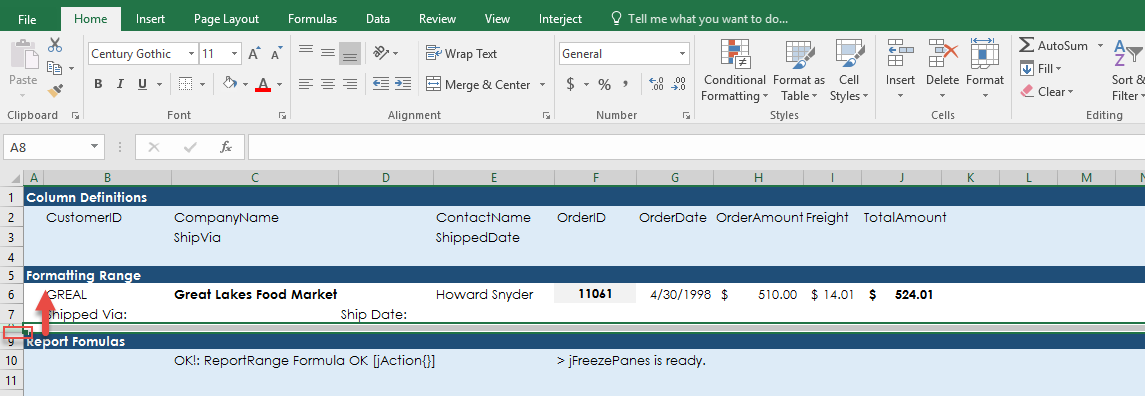 File Home Insert Page Layout Formulas Data Review View Interject Tell me what you want to do...
Paste
Clipboard
Century Gothic 11 A A
B I U A
Font
Wrap Text
Merge & Center
Alignment
General
$ % , .0 .00 .00 .0
Number
Conditional Formatting
Format as Table
Cell Styles
Styles
Insert Delete Format
Cells
AutoSum
Fill
Clear
A Z
Sort & Filter
Editing
A8 fx
A B C D E F G H I J K L M N
1 Column Definitions
2 CustomerID CompanyName ContactName OrderID OrderDate OrderAmount Freight TotalAmount
3 ShipVia ShippedDate
4
5 Formatting Range
6 GREAL Great Lakes Food Market Howard Snyder 11061 4/30/1998 $ 510.00 $ 14.01 $ 524.01
7 Shipped Via: Ship Date:
9 Report Fomulas
10 OK!: ReportRange Formula OK [jAction{}] > jFreezePanes is ready.
11